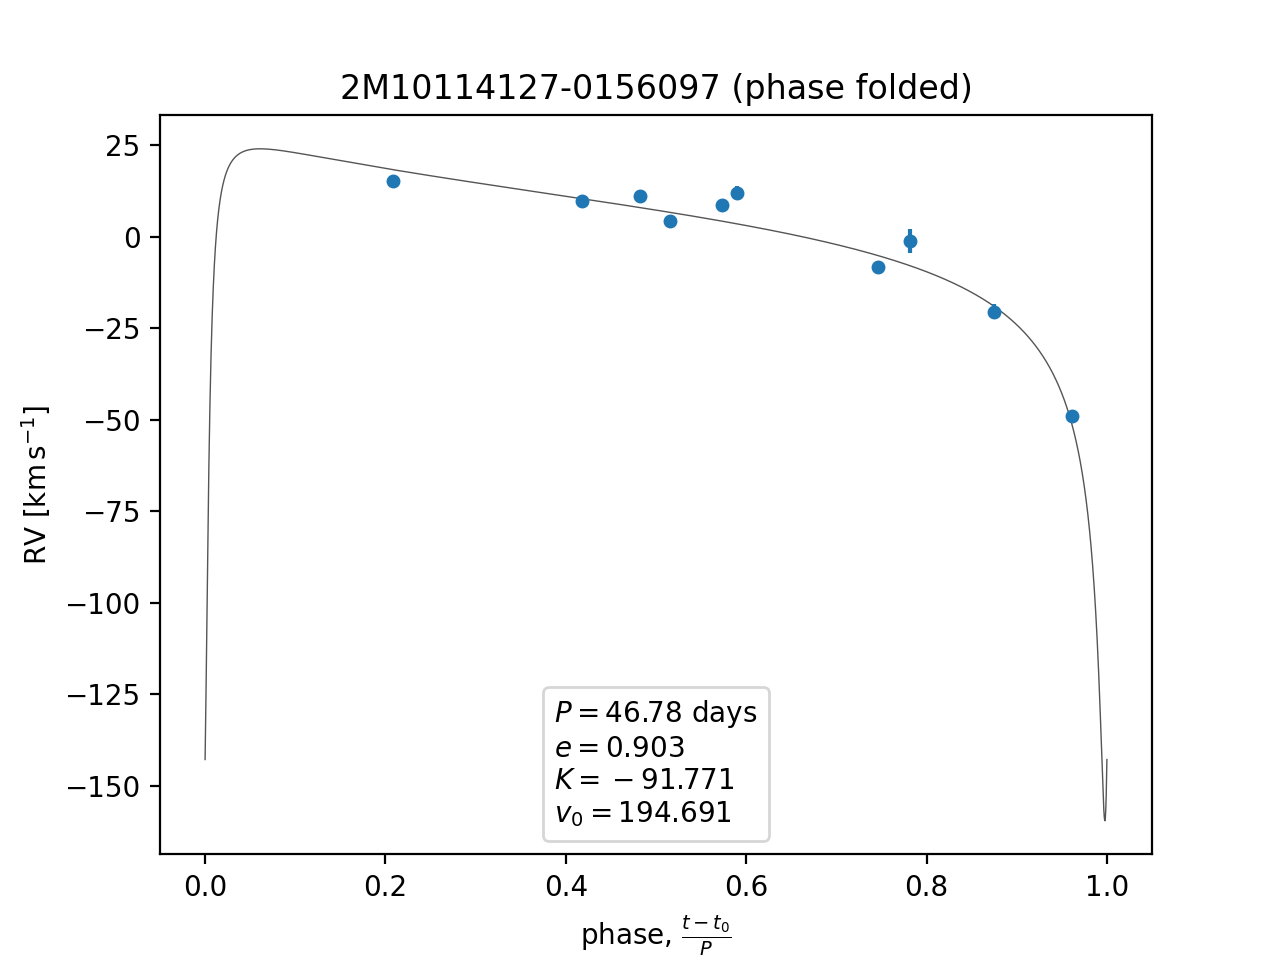 2M10114127-0156097 (phase folded)
25
0
−25
−50
−75
−100
−125
−150
RV [km s⁻¹]
P = 46.78 days
e = 0.903
K = −91.771
v₀ = 194.691
0.0 0.2 0.4 0.6 0.8 1.0
phase, (t − t₀)/P